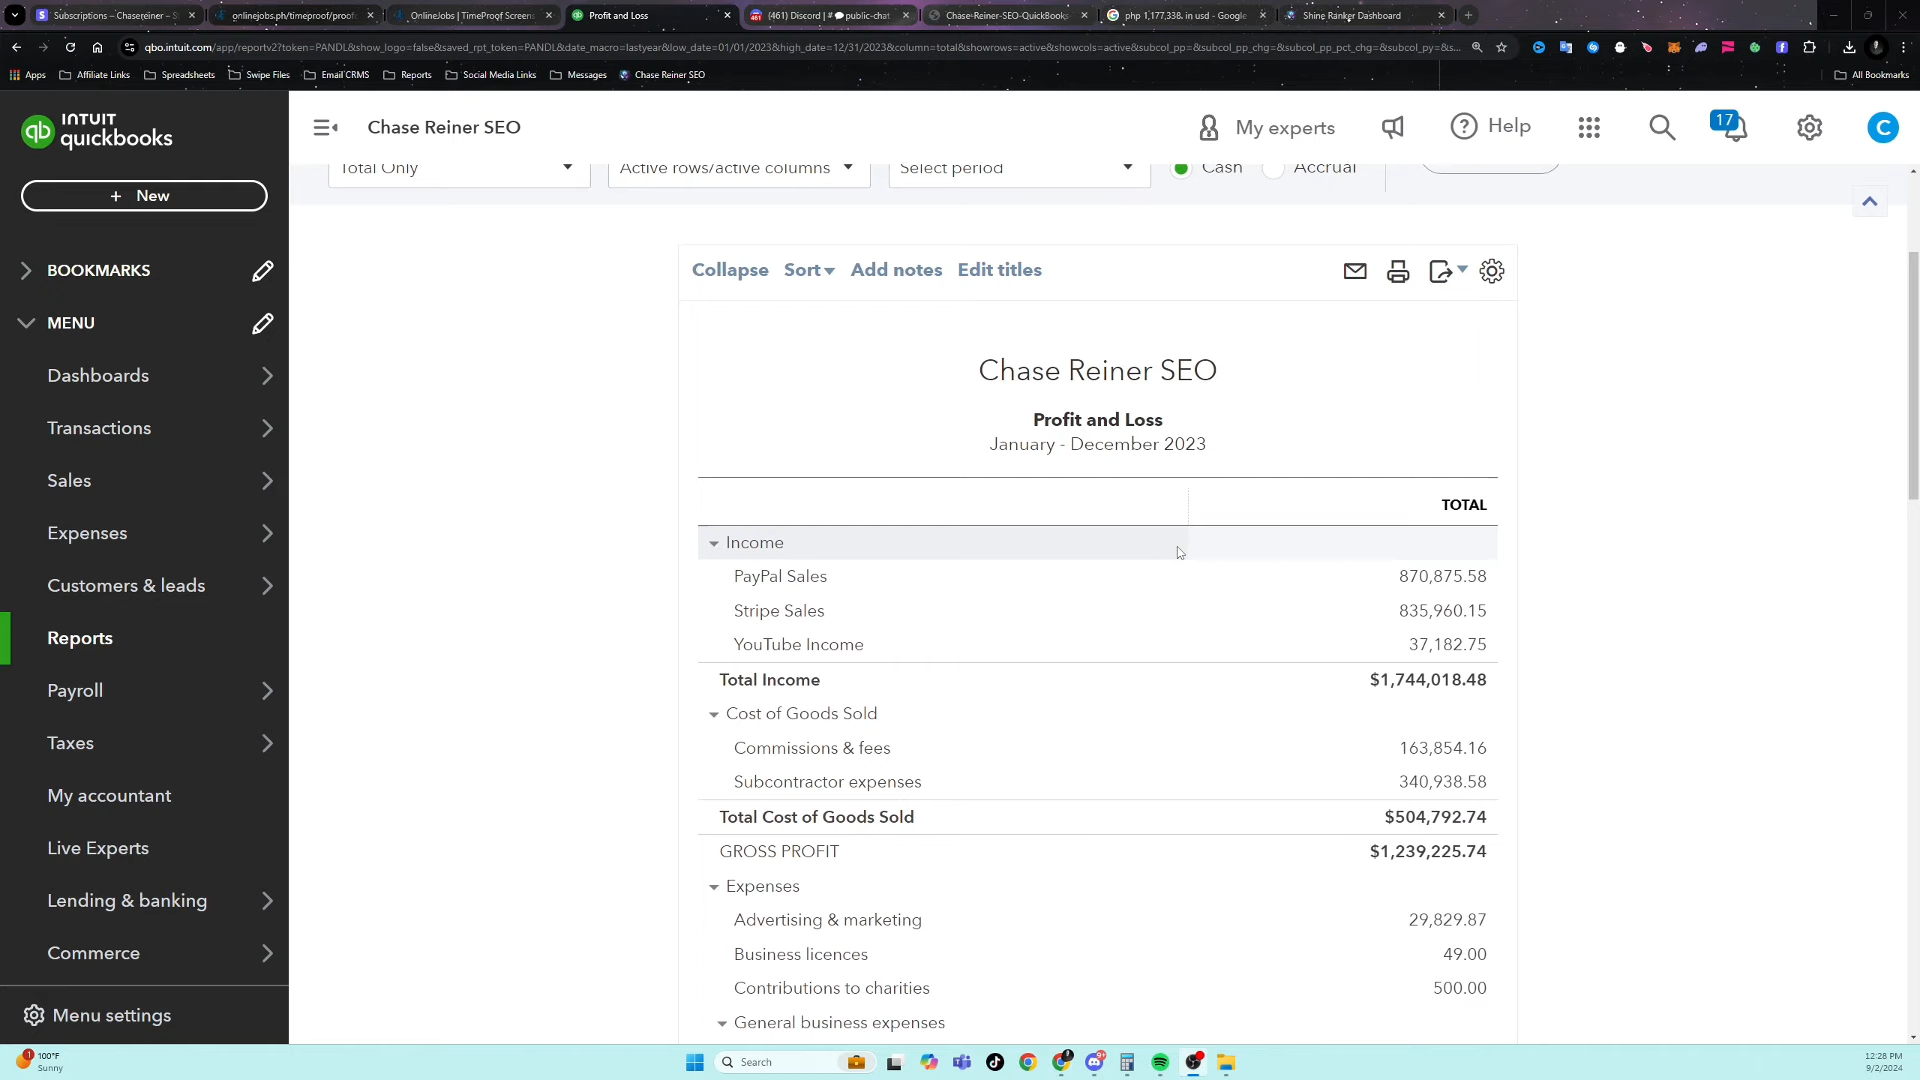 Subscriptions – Chasereiner – S
onlinejobs.ph/timeproof/proof
OnlineJobs | TimeProof Screens
Profit and Loss
(461) Discord | # 💬public-chat
Chase-Reiner-SEO-QuickBooks
php 1,177,338. in usd - Google
Shine Ranker Dashboard
qbo.intuit.com/app/reportv2?token=PANDL&show_logo=false&saved_rpt_token=PANDL&date_macro=lastyear&low_date=01/01/2023&high_date=12/31/2023&column=total&showrows=active&showcols=active&subcol_pp=&subcol_pp_chg=&subcol_pp_pct_chg=&subcol_py=&s...
Apps
Affiliate Links
Spreadsheets
Swipe Files
Email CRMS
Reports
Social Media Links
Messages
Chase Reiner SEO
All Bookmarks
INTUIT
quickbooks
Chase Reiner SEO
My experts
Help
17
C
+ New
BOOKMARKS
MENU
Dashboards
Transactions
Sales
Expenses
Customers & leads
Reports
Payroll
Taxes
My accountant
Live Experts
Lending & banking
Commerce
Menu settings
Total Only
Active rows/active columns
Select period
Cash
Accrual
Collapse
Sort
Add notes
Edit titles
Chase Reiner SEO
Profit and Loss
January - December 2023
TOTAL
Income
PayPal Sales 870,875.58
Stripe Sales 835,960.15
YouTube Income 37,182.75
Total Income $1,744,018.48
Cost of Goods Sold
Commissions & fees 163,854.16
Subcontractor expenses 340,938.58
Total Cost of Goods Sold $504,792.74
GROSS PROFIT $1,239,225.74
Expenses
Advertising & marketing 29,829.87
Business licences 49.00
Contributions to charities 500.00
General business expenses
100°F
Sunny
Search
12:28 PM
9/2/2024